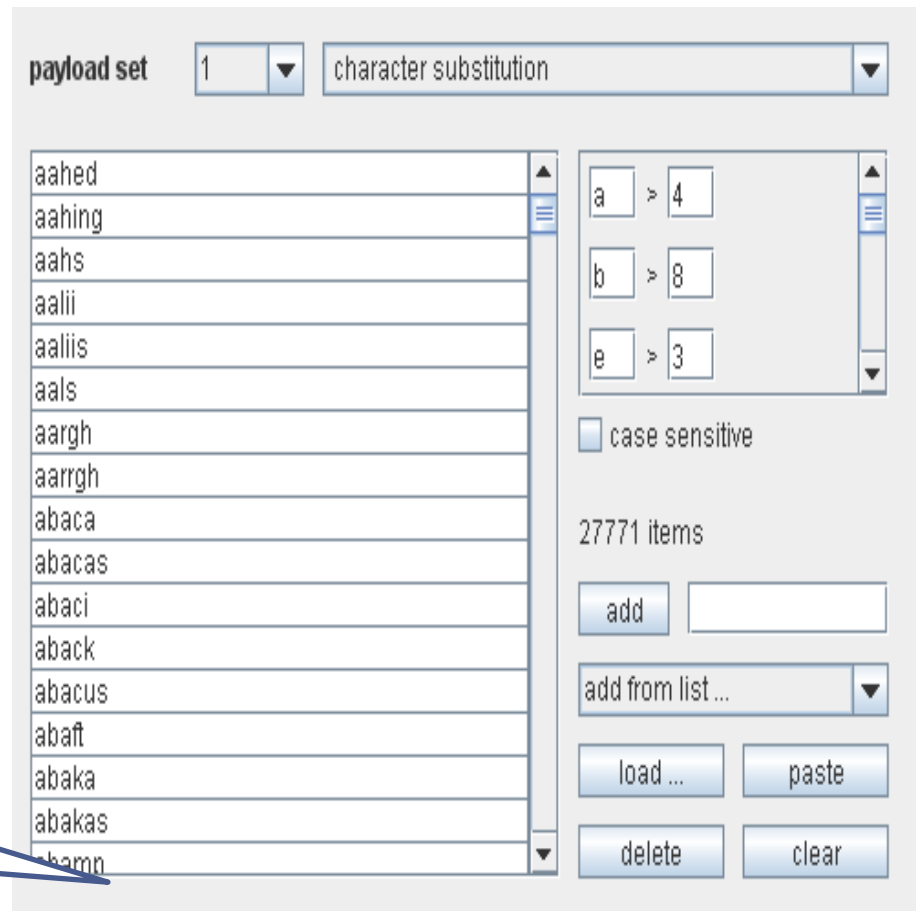 payload set 1 character substitution
aahed
aahing
aahs
aalii
aaliis
aals
aargh
aarrgh
abaca
abacas
abaci
aback
abacus
abaft
abaka
abakas
a > 4
b > 8
e > 3
case sensitive
27771 items
add
add from list ...
load ... paste
delete clear